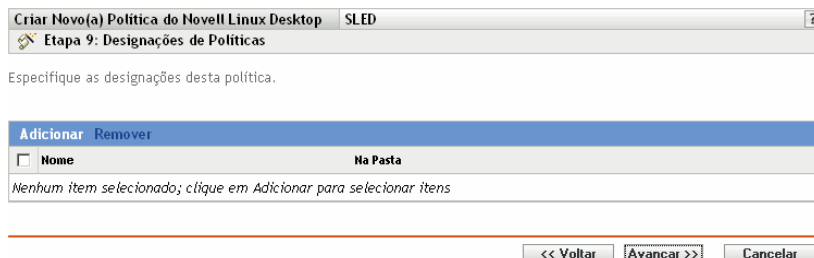 Criar Novo(a) Política do Novell Linux Desktop SLED ?
Etapa 9: Designações de Políticas
Especifique as designações desta política.
Adicionar Remover
Nome Na Pasta
Nenhum item selecionado; clique em Adicionar para selecionar itens
<< Voltar Avançar >> Cancelar